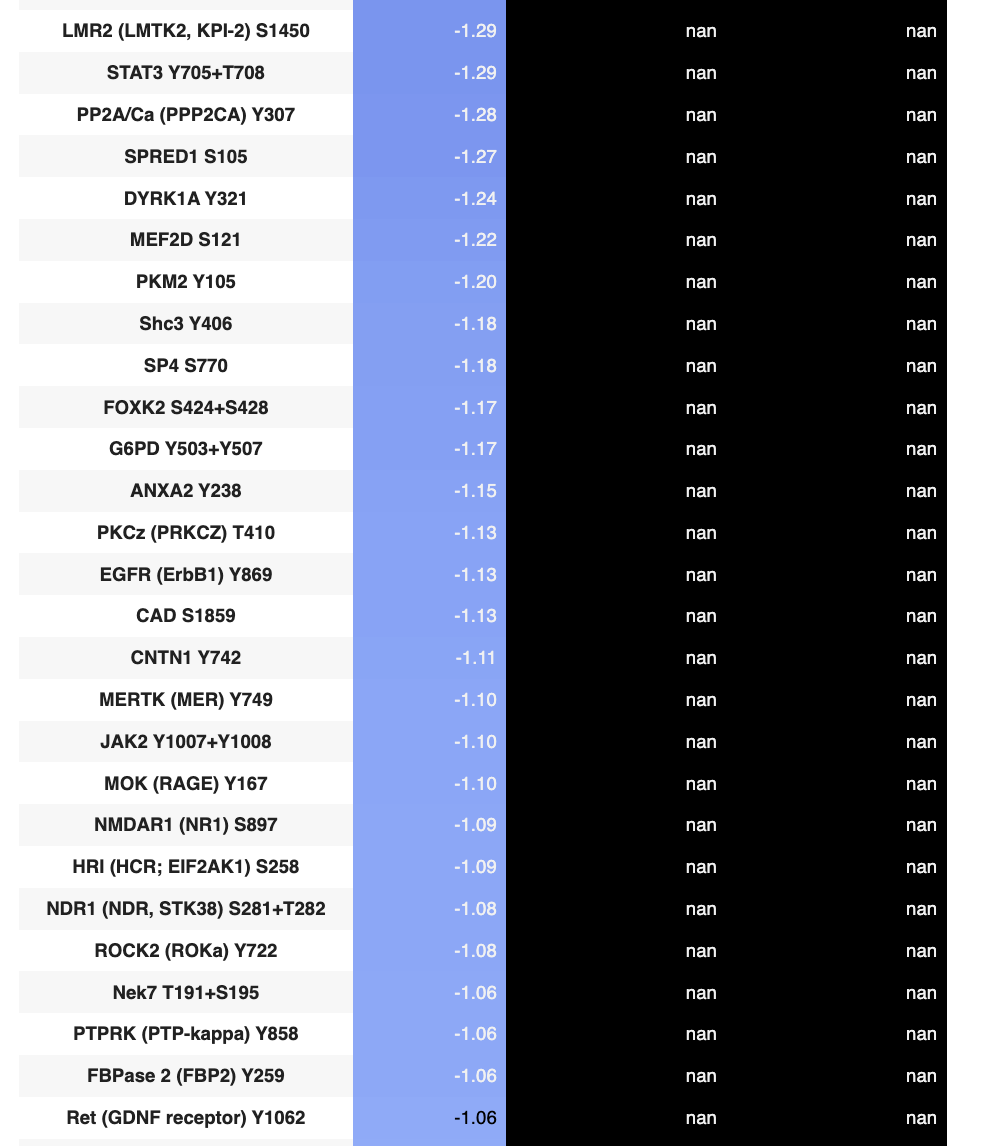 LMR2 (LMTK2, KPI-2) S1450 -1.29 nan nan
STAT3 Y705+T708 -1.29 nan nan
PP2A/Ca (PPP2CA) Y307 -1.28 nan nan
SPRED1 S105 -1.27 nan nan
DYRK1A Y321 -1.24 nan nan
MEF2D S121 -1.22 nan nan
PKM2 Y105 -1.20 nan nan
Shc3 Y406 -1.18 nan nan
SP4 S770 -1.18 nan nan
FOXK2 S424+S428 -1.17 nan nan
G6PD Y503+Y507 -1.17 nan nan
ANXA2 Y238 -1.15 nan nan
PKCz (PRKCZ) T410 -1.13 nan nan
EGFR (ErbB1) Y869 -1.13 nan nan
CAD S1859 -1.13 nan nan
CNTN1 Y742 -1.11 nan nan
MERTK (MER) Y749 -1.10 nan nan
JAK2 Y1007+Y1008 -1.10 nan nan
MOK (RAGE) Y167 -1.10 nan nan
NMDAR1 (NR1) S897 -1.09 nan nan
HRI (HCR; EIF2AK1) S258 -1.09 nan nan
NDR1 (NDR, STK38) S281+T282 -1.08 nan nan
ROCK2 (ROKa) Y722 -1.08 nan nan
Nek7 T191+S195 -1.06 nan nan
PTPRK (PTP-kappa) Y858 -1.06 nan nan
FBPase 2 (FBP2) Y259 -1.06 nan nan
Ret (GDNF receptor) Y1062 -1.06 nan nan